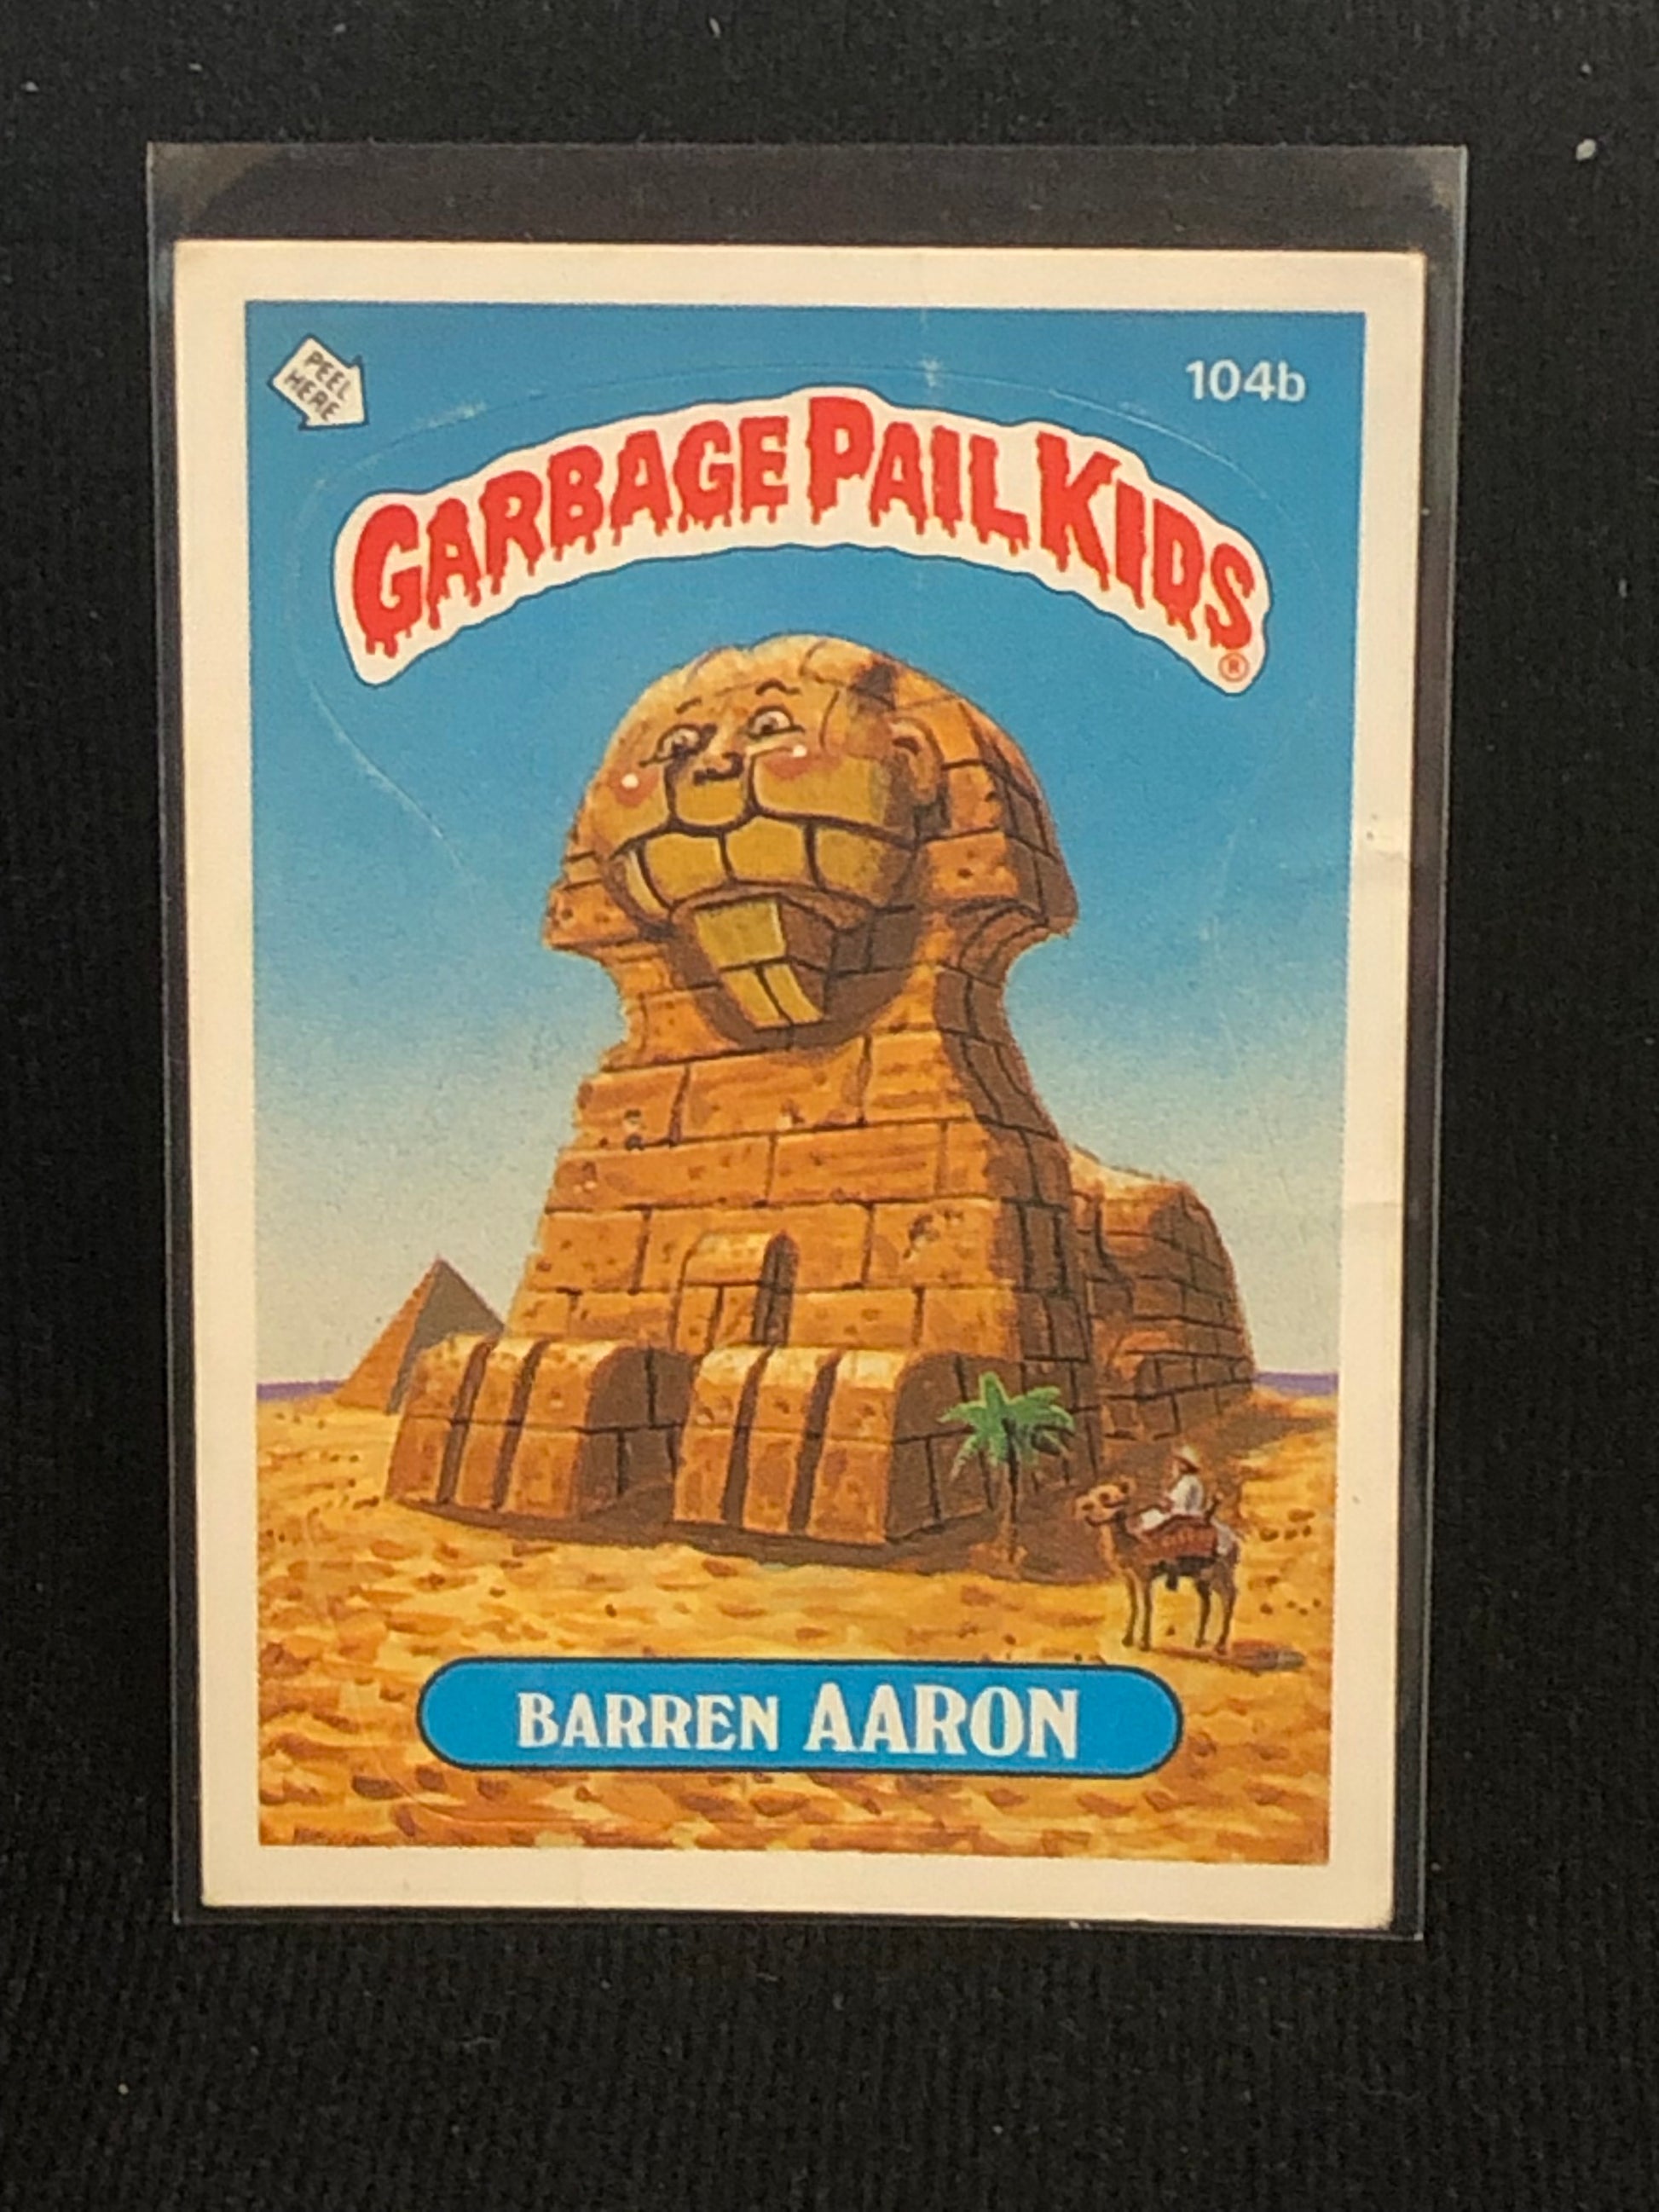 PEEL
HERE
104b
GARBAGE PAIL KIDS
®
BARREN AARON